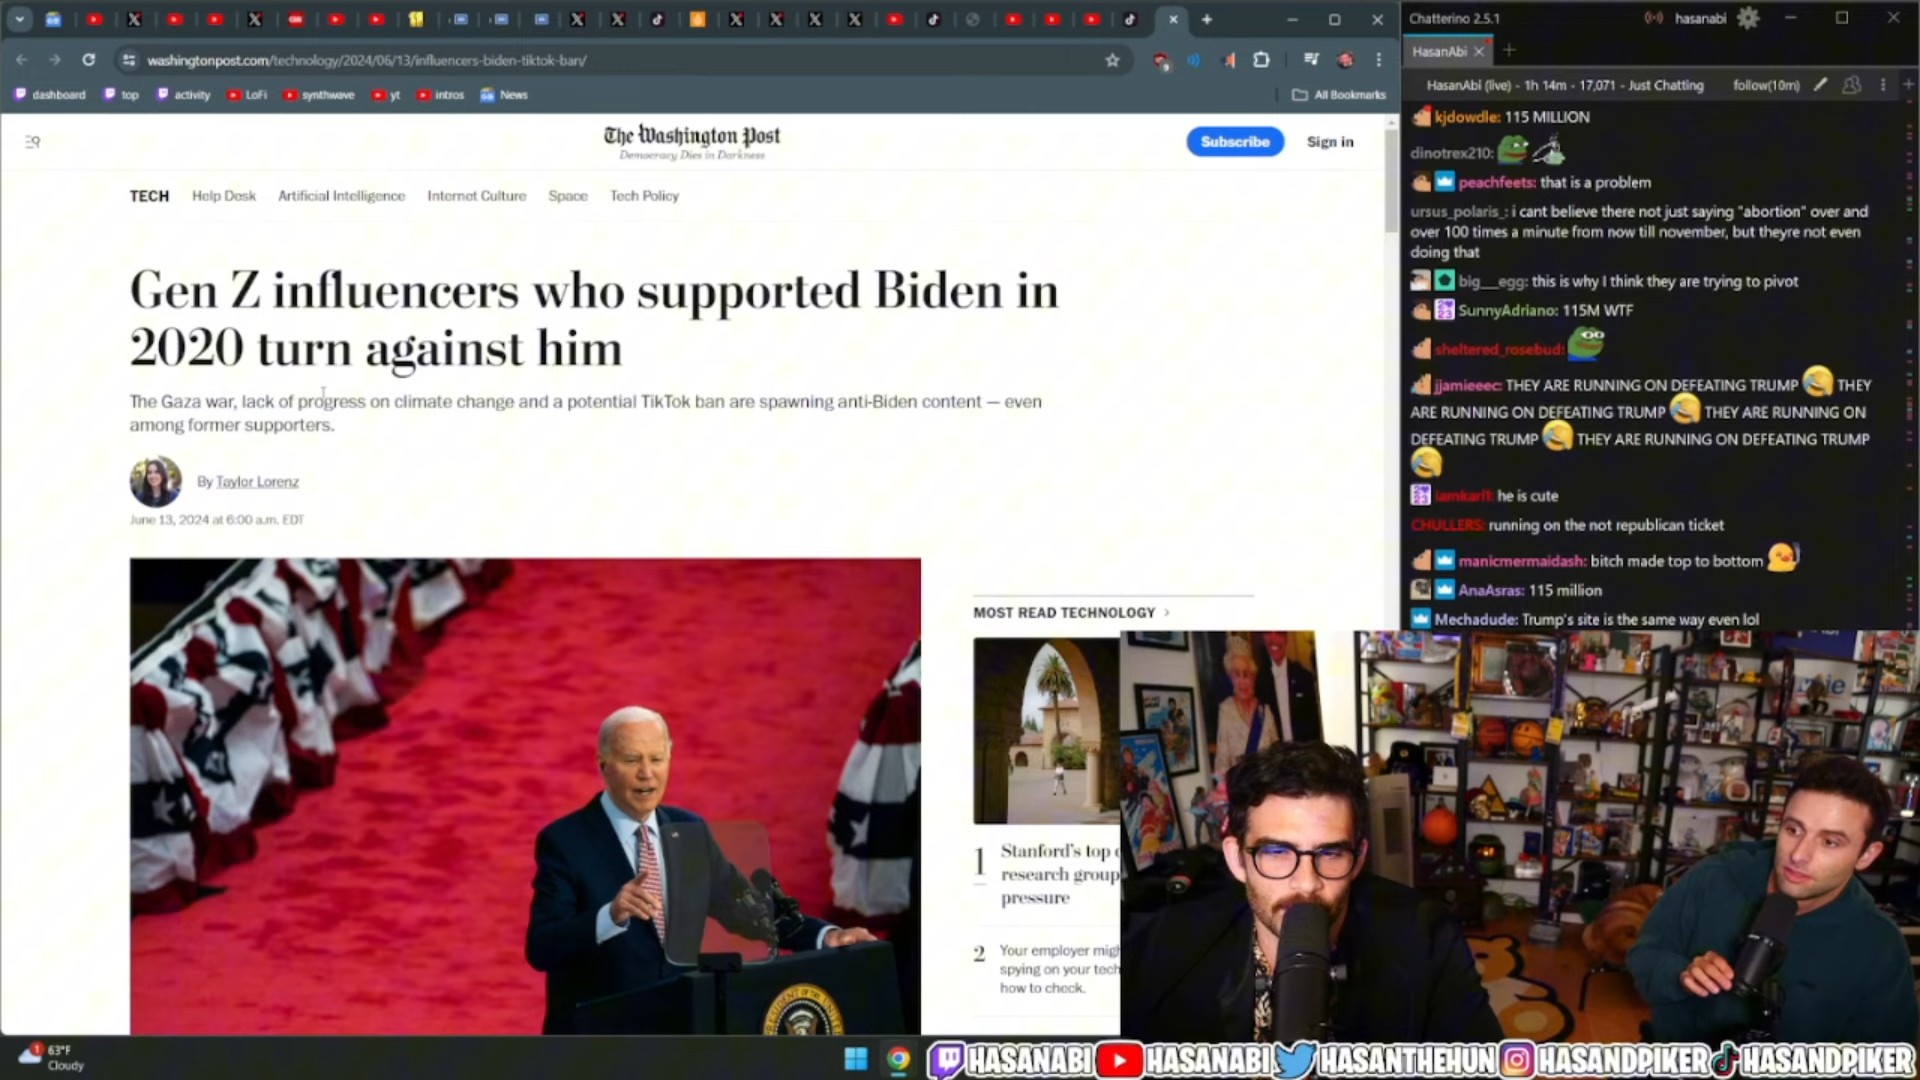 washingtonpost.com/technology/2024/06/13/influencers-biden-tiktok-ban/
dashboard top activity LoFi synthwave yt intros News All Bookmarks
The Washington Post
Democracy Dies in Darkness
Subscribe Sign in
TECH Help Desk Artificial Intelligence Internet Culture Space Tech Policy
Gen Z influencers who supported Biden in
2020 turn against him
The Gaza war, lack of progress on climate change and a potential TikTok ban are spawning anti-Biden content — even
among former supporters.
By Taylor Lorenz
June 13, 2024 at 6:00 a.m. EDT
MOST READ TECHNOLOGY >
1 Stanford's top
research group
pressure
2 Your employer mig
spying on your tech
how to check.
Chatterino 2.5.1 hasanabi
HasanAbi
HasanAbi (live) - 1h 14m - 17,071 - Just Chatting follow(10m)
kjdowdle: 115 MILLION
dinotrex210:
peachfeets: that is a problem
ursus_polaris_: i cant believe there not just saying "abortion" over and
over 100 times a minute from now till november, but theyre not even
doing that
big__egg: this is why I think they are trying to pivot
SunnyAdriano: 115M WTF
sheltered_rosebud:
jjamieeec: THEY ARE RUNNING ON DEFEATING TRUMP THEY
ARE RUNNING ON DEFEATING TRUMP THEY ARE RUNNING ON
DEFEATING TRUMP THEY ARE RUNNING ON DEFEATING TRUMP
iamkarl1: he is cute
CHULLERS: running on the not republican ticket
manicmermaidash: bitch made top to bottom
AnaAsras: 115 million
Mechadude: Trump's site is the same way even lol
63°F
Cloudy
HASANABI HASANABI HASANTHEHUN HASANDPIKER HASANDPIKER